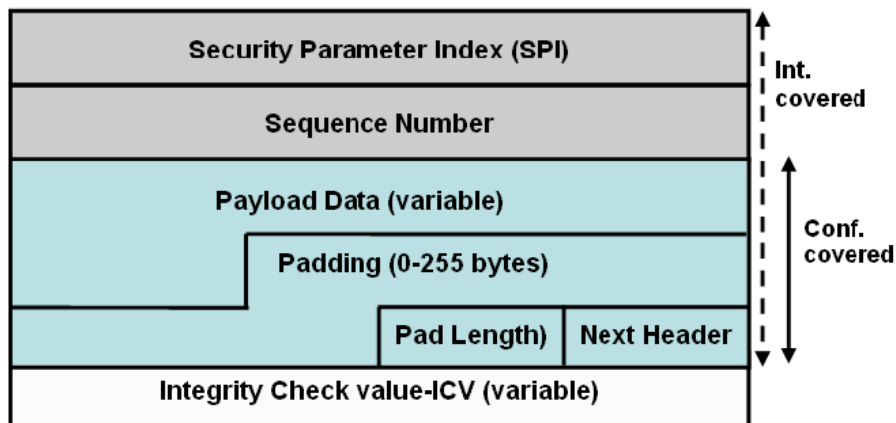 Security Parameter Index (SPI)
Int.
covered
Sequence Number
Payload Data (variable)
Conf.
covered
Padding (0-255 bytes)
Pad Length)
Next Header
Integrity Check value-ICV (variable)